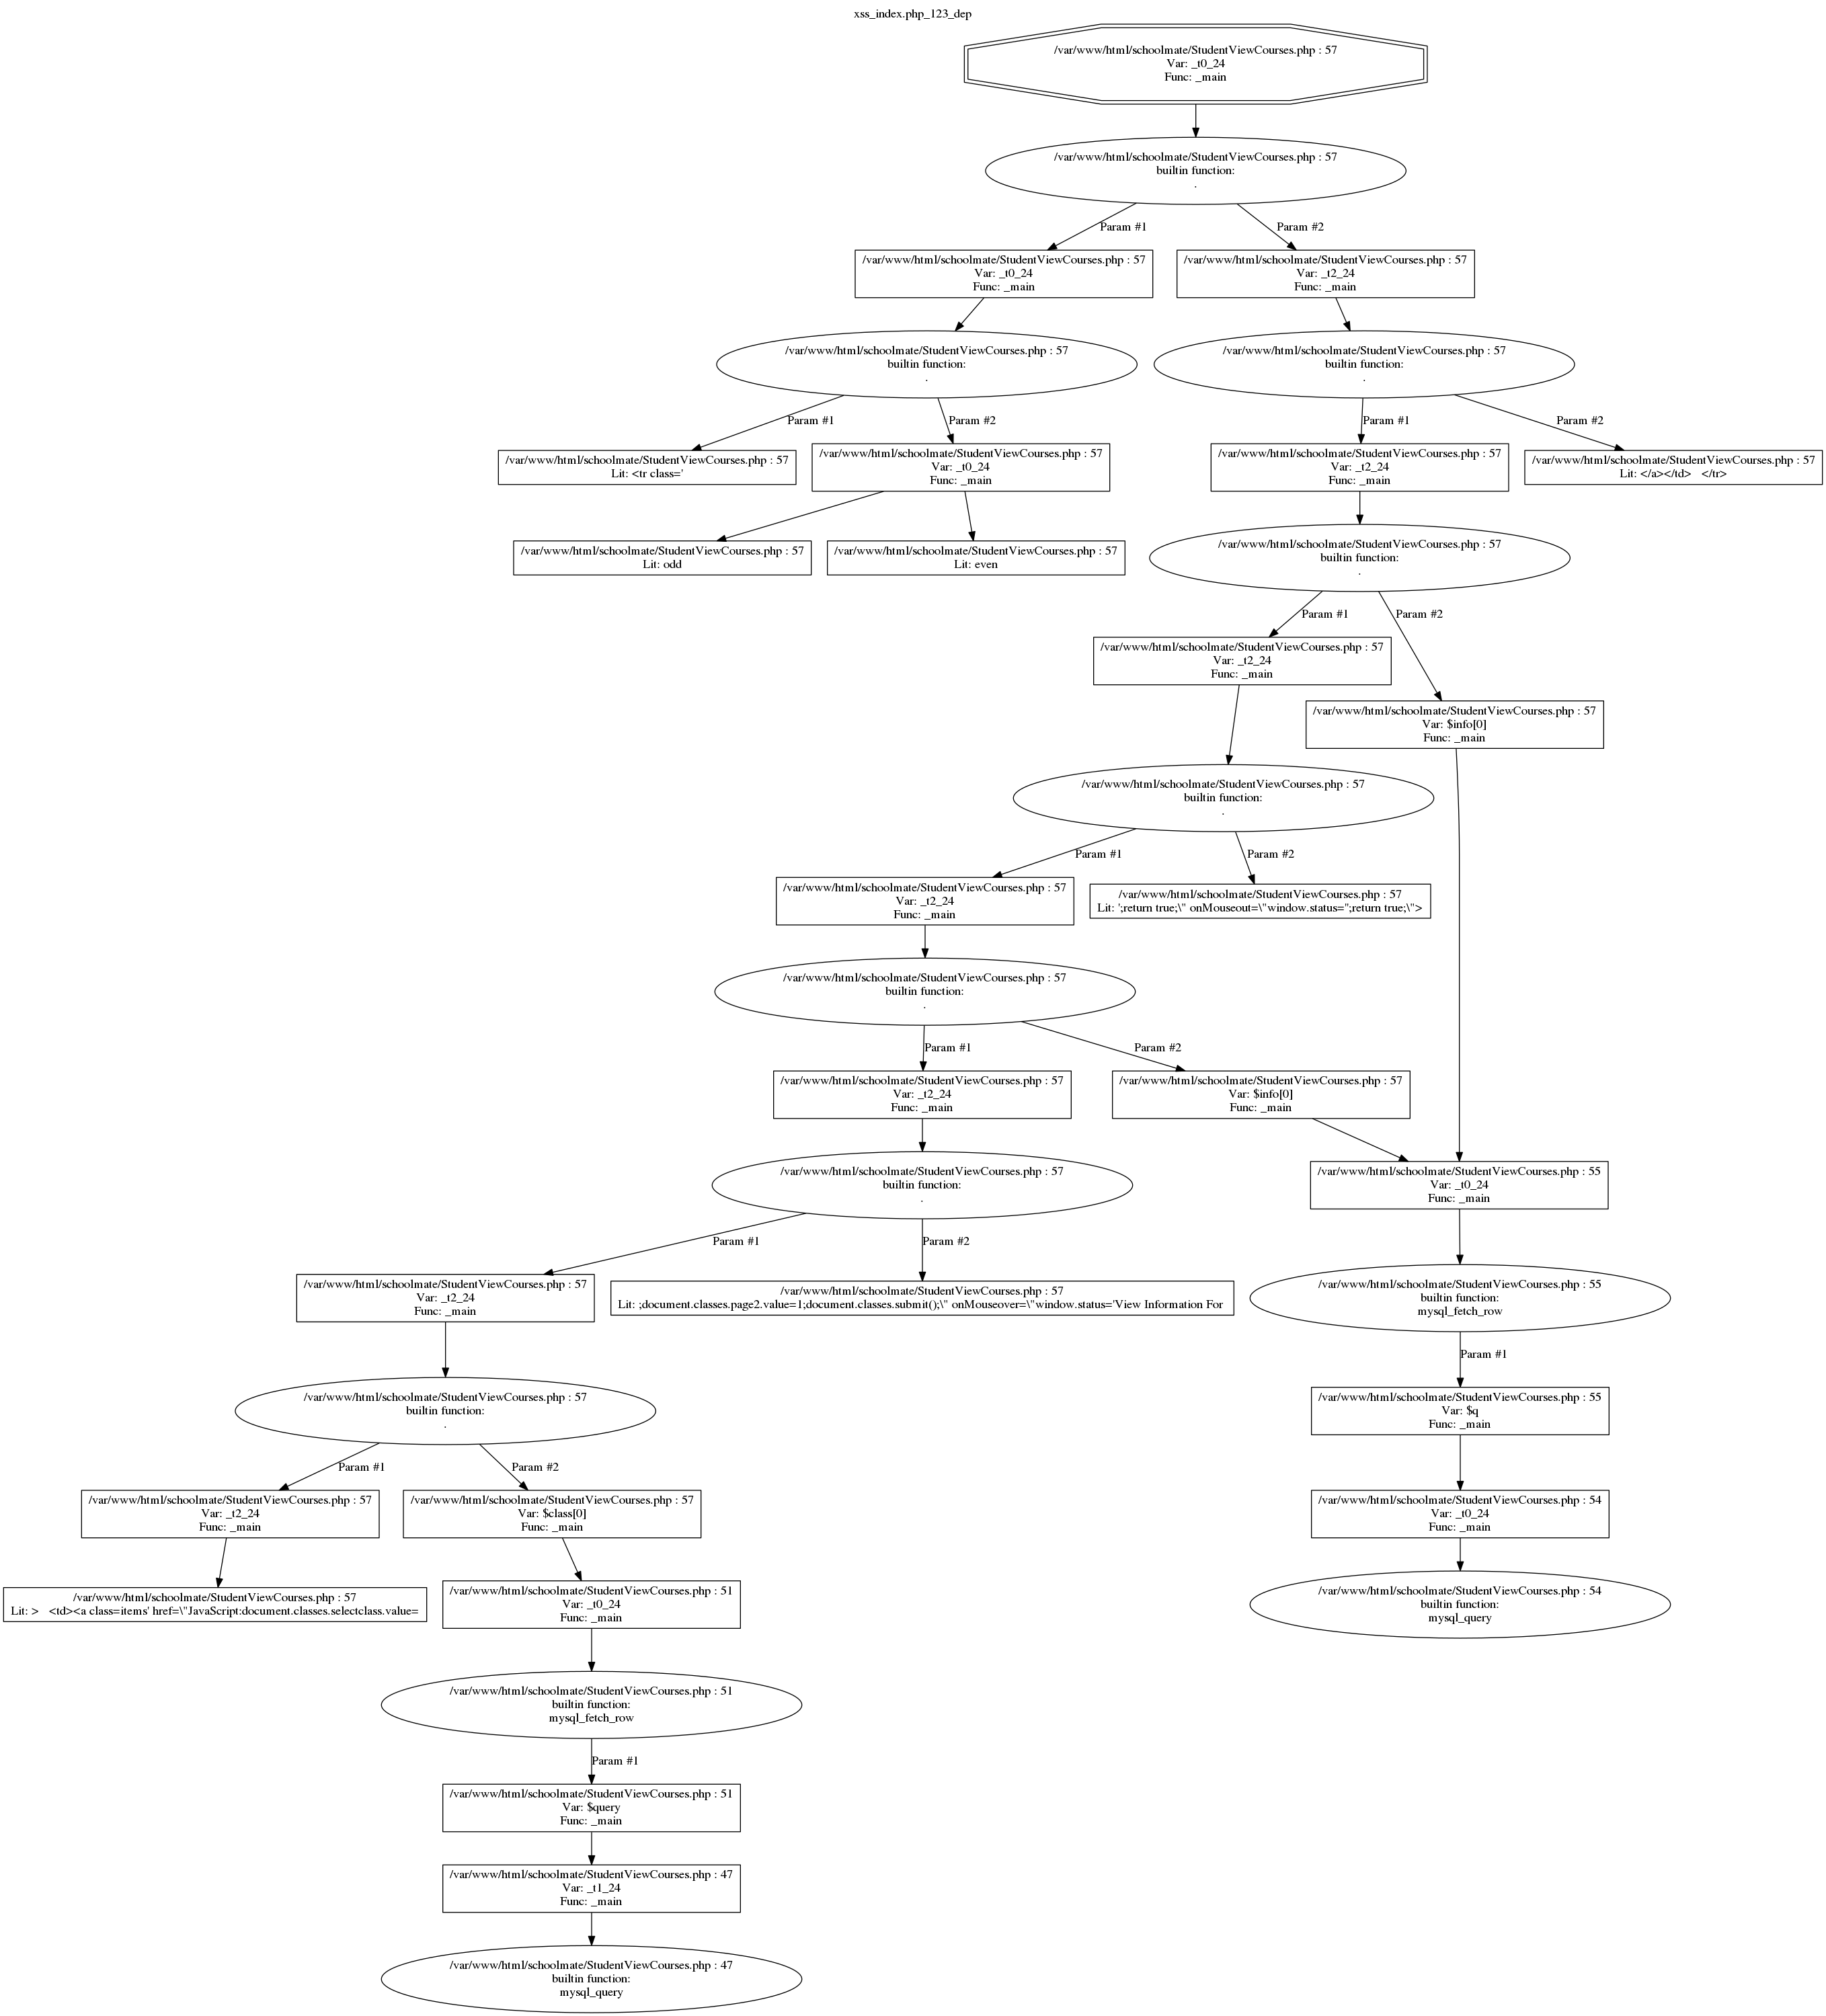 xss_index.php_123_dep
/var/www/html/schoolmate/StudentViewCourses.php : 57
Var: _t0_24
Func: _main
/var/www/html/schoolmate/StudentViewCourses.php : 57
builtin function:
.
Param #1
Param #2
/var/www/html/schoolmate/StudentViewCourses.php : 57
Var: _t0_24
Func: _main
/var/www/html/schoolmate/StudentViewCourses.php : 57
Var: _t2_24
Func: _main
/var/www/html/schoolmate/StudentViewCourses.php : 57
builtin function:
.
/var/www/html/schoolmate/StudentViewCourses.php : 57
builtin function:
.
Param #1
Param #2
Param #1
Param #2
/var/www/html/schoolmate/StudentViewCourses.php : 57
Lit: <tr class='
/var/www/html/schoolmate/StudentViewCourses.php : 57
Var: _t0_24
Func: _main
/var/www/html/schoolmate/StudentViewCourses.php : 57
Var: _t2_24
Func: _main
/var/www/html/schoolmate/StudentViewCourses.php : 57
Lit: </a></td>   </tr>
/var/www/html/schoolmate/StudentViewCourses.php : 57
Lit: odd
/var/www/html/schoolmate/StudentViewCourses.php : 57
Lit: even
/var/www/html/schoolmate/StudentViewCourses.php : 57
builtin function:
.
Param #1
Param #2
/var/www/html/schoolmate/StudentViewCourses.php : 57
Var: _t2_24
Func: _main
/var/www/html/schoolmate/StudentViewCourses.php : 57
Var: $info[0]
Func: _main
/var/www/html/schoolmate/StudentViewCourses.php : 57
builtin function:
.
Param #1
Param #2
/var/www/html/schoolmate/StudentViewCourses.php : 57
Var: _t2_24
Func: _main
/var/www/html/schoolmate/StudentViewCourses.php : 57
Lit: ';return true;\" onMouseout=\"window.status='';return true;\">
/var/www/html/schoolmate/StudentViewCourses.php : 57
builtin function:
.
Param #1
Param #2
/var/www/html/schoolmate/StudentViewCourses.php : 57
Var: _t2_24
Func: _main
/var/www/html/schoolmate/StudentViewCourses.php : 57
Var: $info[0]
Func: _main
/var/www/html/schoolmate/StudentViewCourses.php : 57
builtin function:
.
/var/www/html/schoolmate/StudentViewCourses.php : 55
Var: _t0_24
Func: _main
Param #1
Param #2
/var/www/html/schoolmate/StudentViewCourses.php : 57
Var: _t2_24
Func: _main
/var/www/html/schoolmate/StudentViewCourses.php : 57
Lit: ;document.classes.page2.value=1;document.classes.submit();\" onMouseover=\"window.status='View Information For
/var/www/html/schoolmate/StudentViewCourses.php : 55
builtin function:
mysql_fetch_row
Param #1
/var/www/html/schoolmate/StudentViewCourses.php : 57
builtin function:
.
/var/www/html/schoolmate/StudentViewCourses.php : 55
Var: $q
Func: _main
Param #1
Param #2
/var/www/html/schoolmate/StudentViewCourses.php : 57
Var: _t2_24
Func: _main
/var/www/html/schoolmate/StudentViewCourses.php : 57
Var: $class[0]
Func: _main
/var/www/html/schoolmate/StudentViewCourses.php : 54
Var: _t0_24
Func: _main
/var/www/html/schoolmate/StudentViewCourses.php : 57
Lit: >   <td><a class=items' href=\"JavaScript:document.classes.selectclass.value=
/var/www/html/schoolmate/StudentViewCourses.php : 51
Var: _t0_24
Func: _main
/var/www/html/schoolmate/StudentViewCourses.php : 54
builtin function:
mysql_query
/var/www/html/schoolmate/StudentViewCourses.php : 51
builtin function:
mysql_fetch_row
Param #1
/var/www/html/schoolmate/StudentViewCourses.php : 51
Var: $query
Func: _main
/var/www/html/schoolmate/StudentViewCourses.php : 47
Var: _t1_24
Func: _main
/var/www/html/schoolmate/StudentViewCourses.php : 47
builtin function:
mysql_query